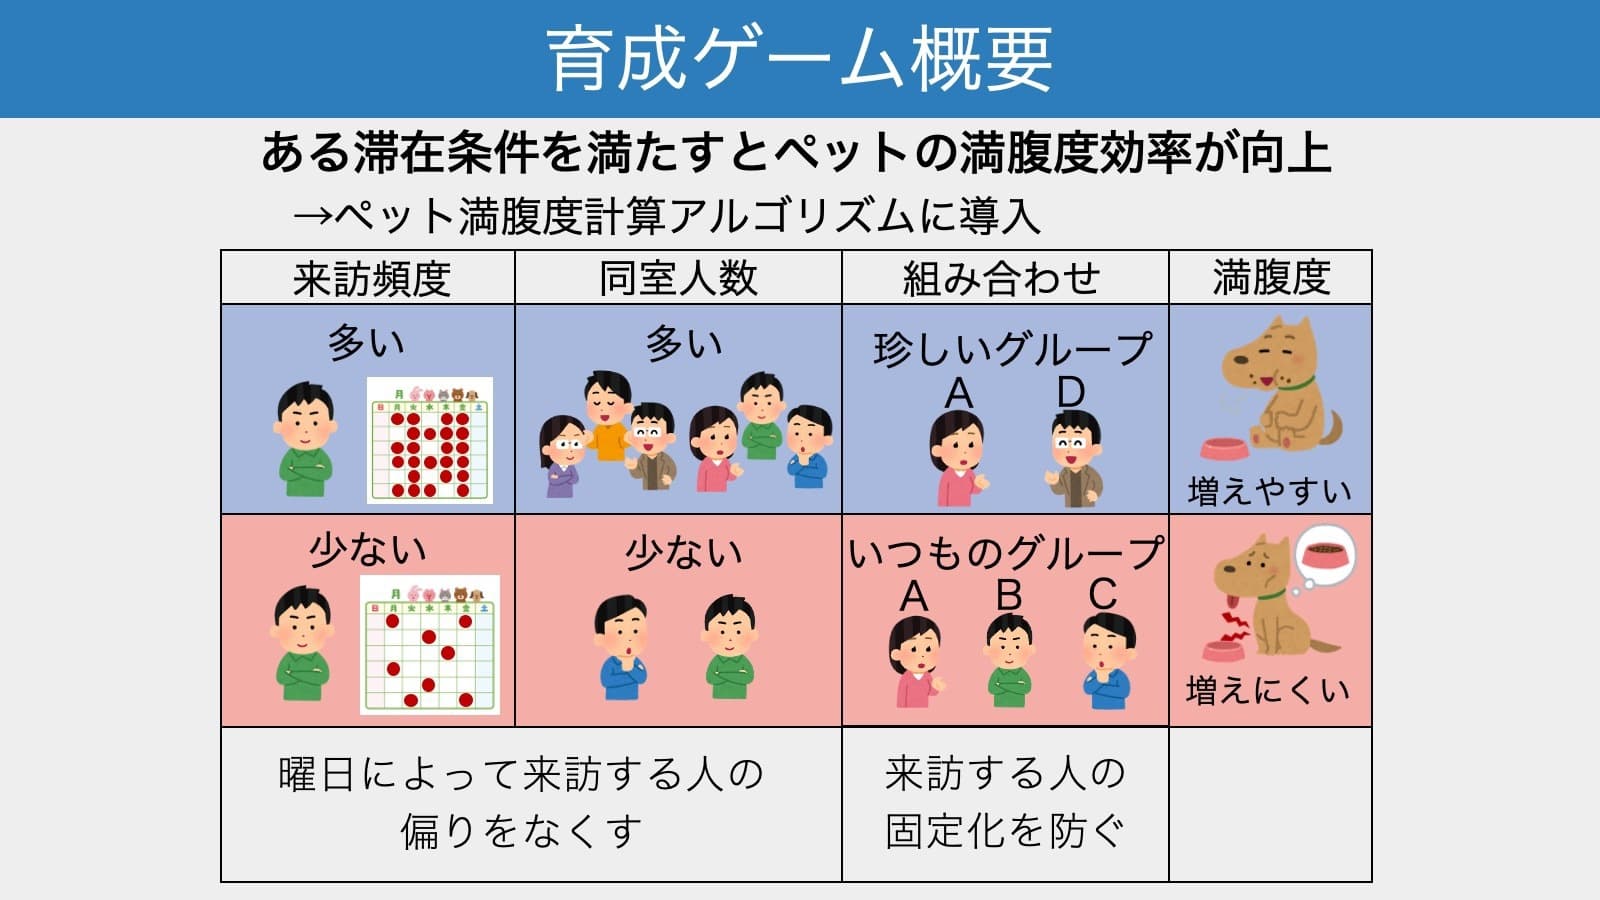 育成ゲーム概要
ある滞在条件を満たすとペットの満腹度効率が向上
→ペット満腹度計算アルゴリズムに導入
来訪頻度
同室人数
組み合わせ
満腹度
多い
月
日 月 火 水 木 金 土
多い
珍しいグループ
A
D
増えやすい
少ない
月
日 月 火 水 木 金 土
少ない
いつものグループ
A
B
C
増えにくい
曜日によって来訪する人の
偏りをなくす
来訪する人の
固定化を防ぐ